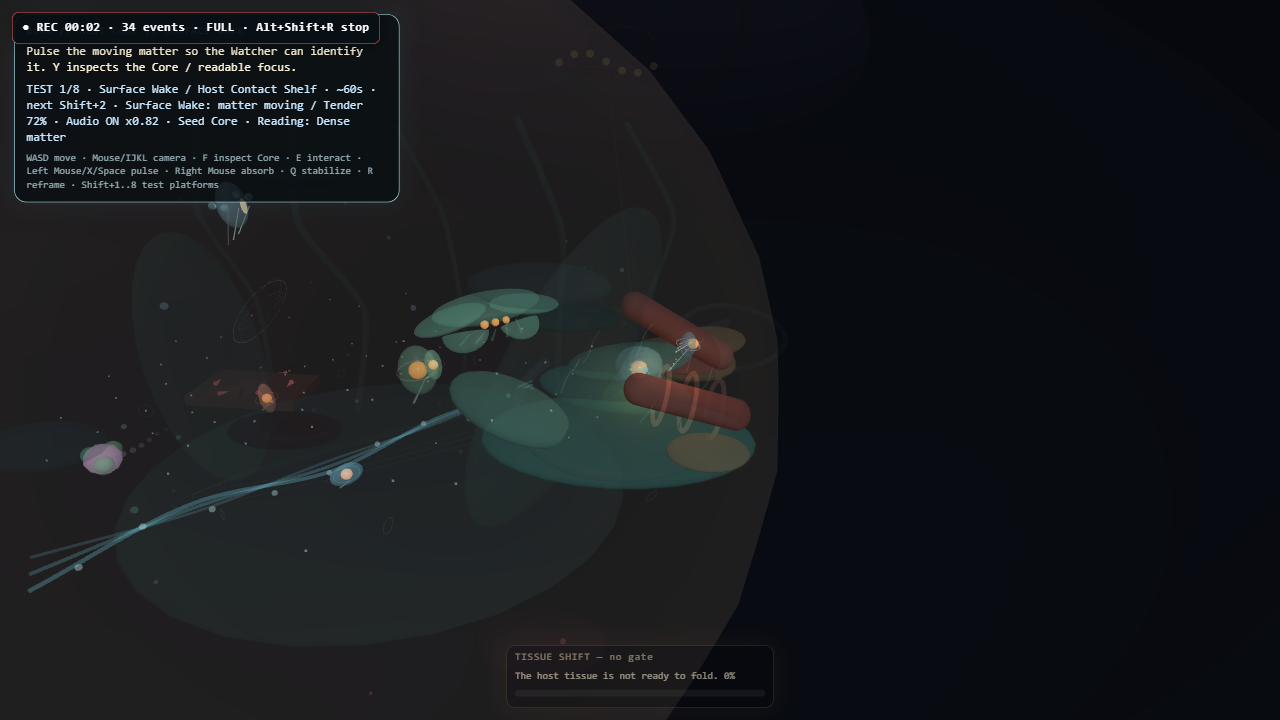 ● REC 00:02 · 34 events · FULL · Alt+Shift+R stop
Pulse the moving matter so the Watcher can identify
it. Y inspects the Core / readable focus.
TEST 1/8 · Surface Wake / Host Contact Shelf · ~60s ·
next Shift+2 · Surface Wake: matter moving / Tender
72% · Audio ON x0.82 · Seed Core · Reading: Dense
matter
WASD move · Mouse/IJKL camera · F inspect Core · E interact ·
Left Mouse/X/Space pulse · Right Mouse absorb · Q stabilize · R
reframe · Shift+1..8 test platforms
TISSUE SHIFT — no gate
The host tissue is not ready to fold. 0%